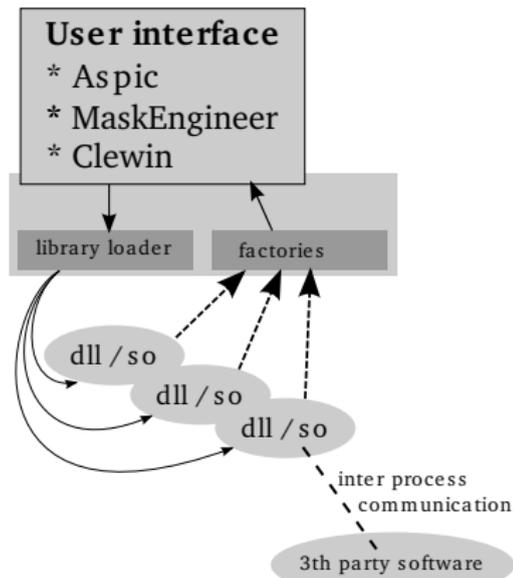 User interface
* Aspic
* MaskEngineer
* Clewin
library loader
factories
dll / so
dll / so
dll / so
inter process
communication
3th party software